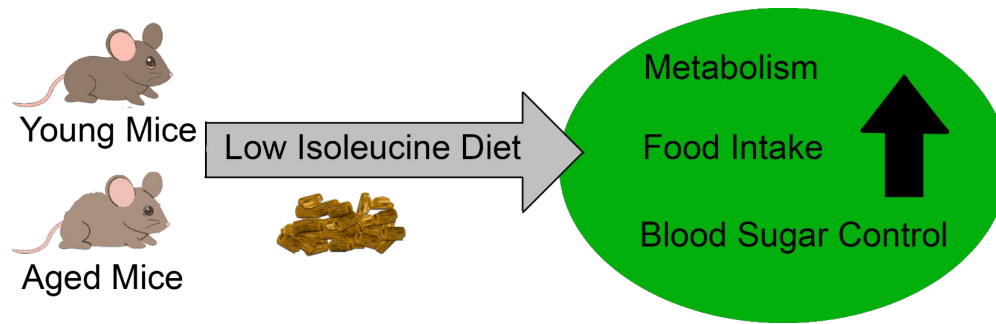 Young Mice
Aged Mice
Low Isoleucine Diet
Metabolism
Food Intake
Blood Sugar Control